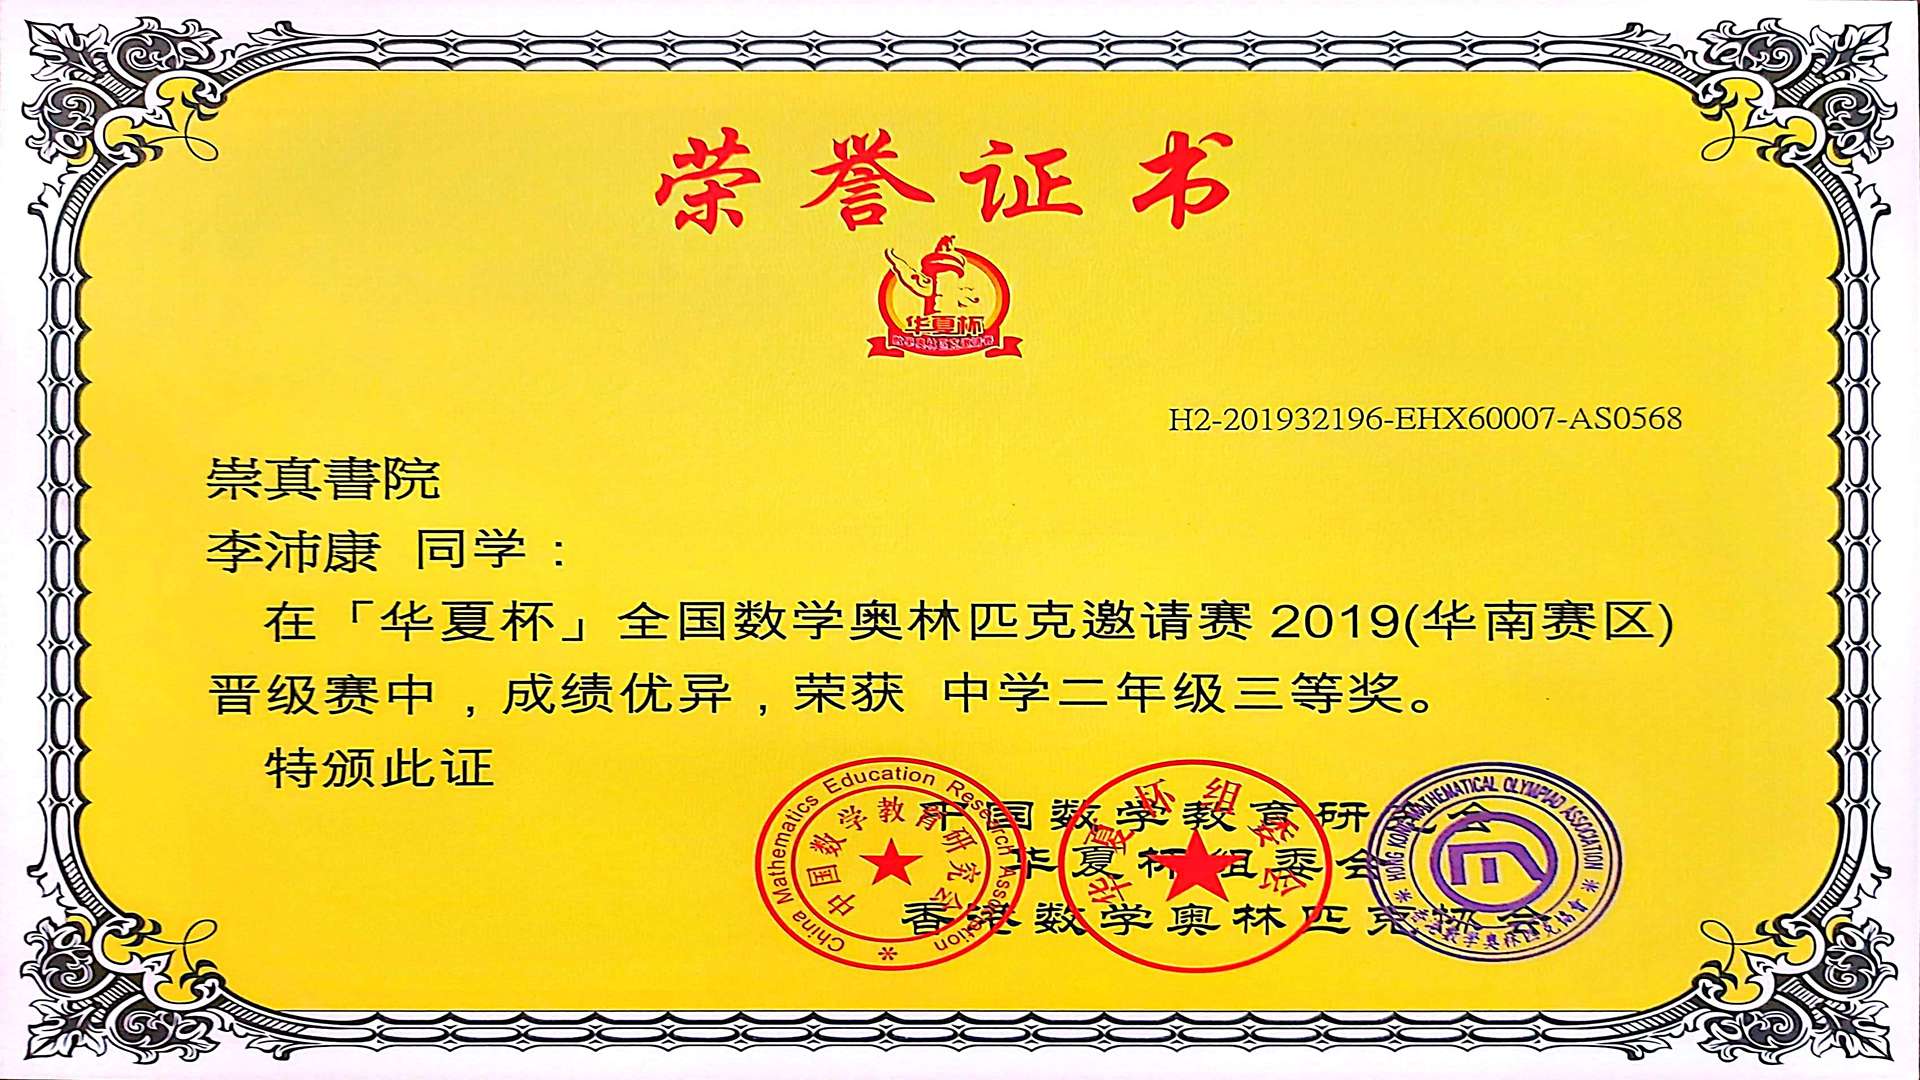 荣誉证书
华夏杯
H2-201932196-EHX60007-AS0568
崇真書院
李沛康 同学：
在「华夏杯」全国数学奥林匹克邀请赛 2019(华南赛区)
晋级赛中，成绩优异，荣获 中学二年级三等奖。
特颁此证
中国数学教育研究会
华夏杯组委会
香港数学奥林匹克协会
China Mathematics Education Research Association
中国数学教育研究会
华夏杯组委会
HONG KONG MATHEMATICAL OLYMPIAD ASSOCIATION
香港數學奧林匹克協會